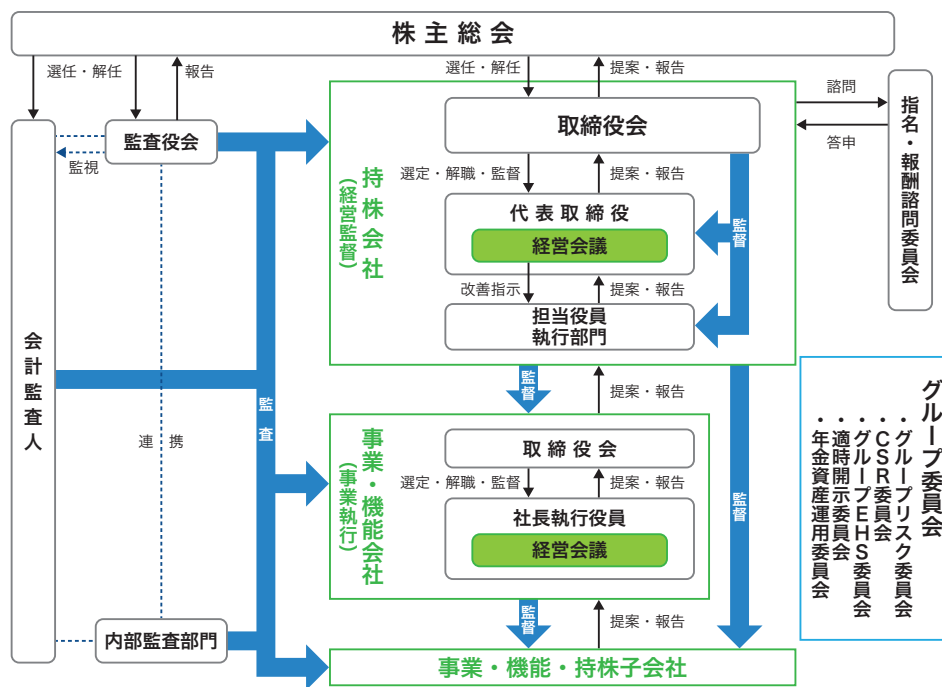 株主総会
選任・解任
報告
選任・解任
提案・報告
監査役会
監視
会計監査人
連・携
内部監査部門
監査
持株会社
(経営監督)
取締役会
選定・解職・監督
提案・報告
代表取締役
経営会議
監督
改善指示
提案・報告
担当役員
執行部門
諮問
答申
指名・報酬諮問委員会
監督
提案・報告
事業・機能会社
(事業執行)
取締役会
選定・解職・監督
提案・報告
社長執行役員
経営会議
監督
監督
提案・報告
事業・機能・持株子会社
グループ委員会
・グループリスク委員会
・CSR委員会
・グループEHS委員会
・適時開示委員会
・年金資産運用委員会